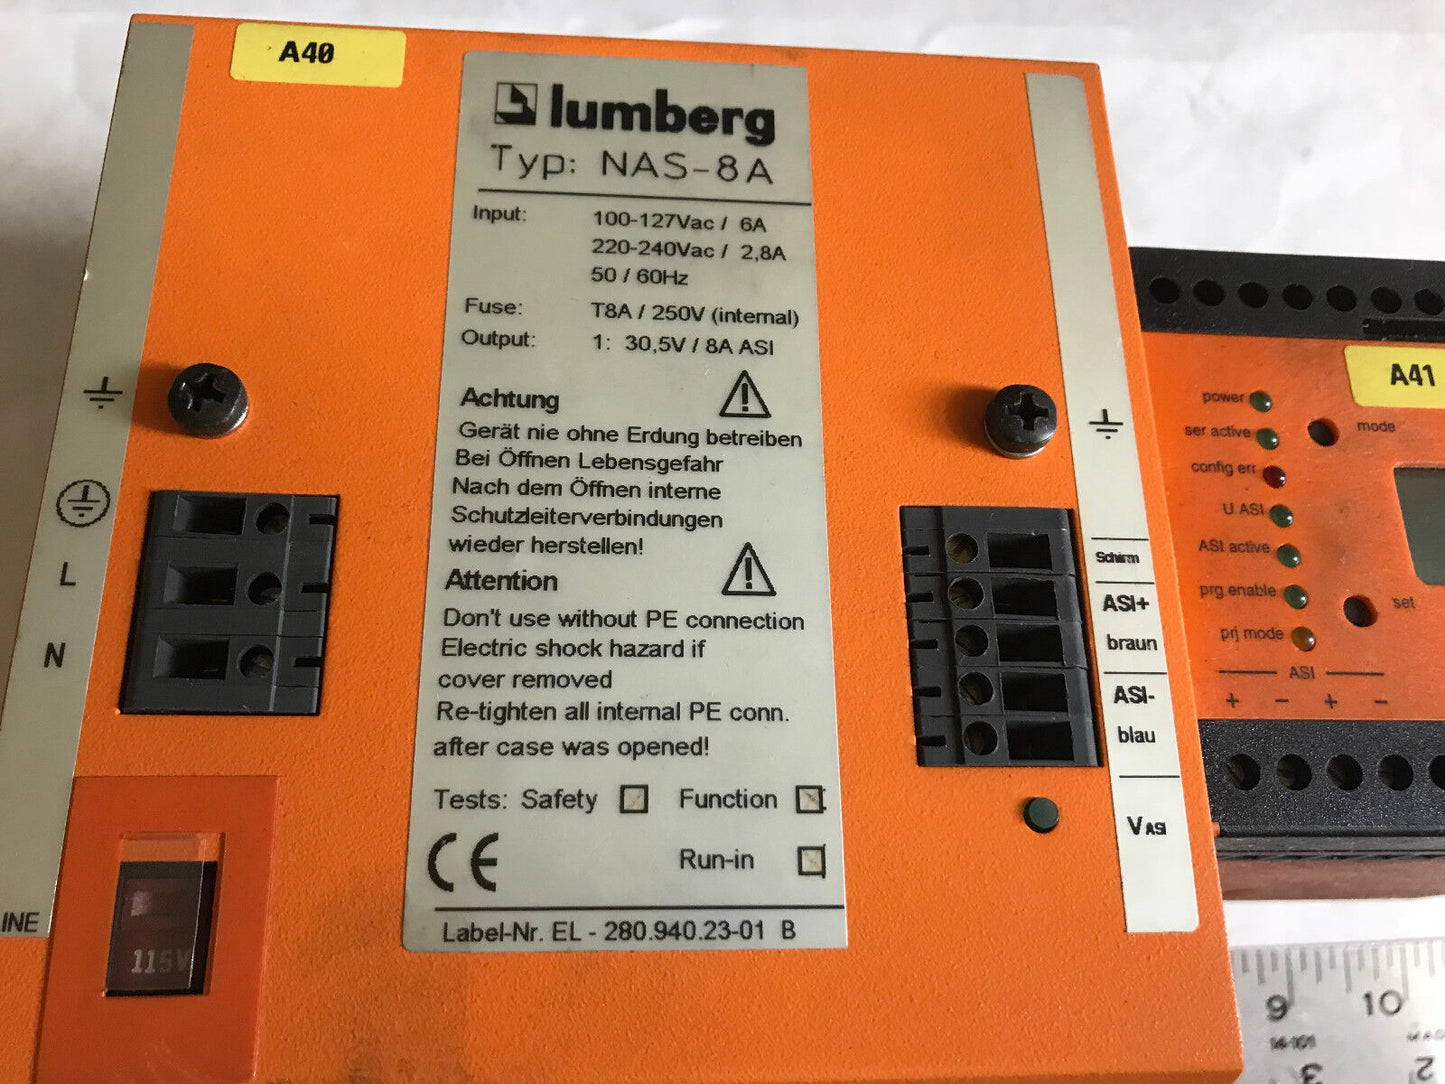 A40
lumberg
Typ: NAS-8A
Input: 100-127Vac / 6A
220-240Vac / 2,8A
50 / 60Hz
Fuse: T8A / 250V (internal)
Output: 1: 30,5V / 8A ASI
Achtung
Gerät nie ohne Erdung betreiben
Bei Öffnen Lebensgefahr
Nach dem Öffnen interne
Schutzleiterverbindungen
wieder herstellen!
Attention
Don't use without PE connection
Electric shock hazard if
cover removed
Re-tighten all internal PE conn.
after case was opened!
Tests: Safety Function
Run-in
CE
Label-Nr. EL - 280.940.23-01 B
L
N
INE
115V
Schirm
ASI+
braun
ASI-
blau
VASI
A41
power
ser active
mode
config err
U ASI
ASI active
prg enable
set
prj mode
ASI
+ - + -
9 10
14-101
3 2